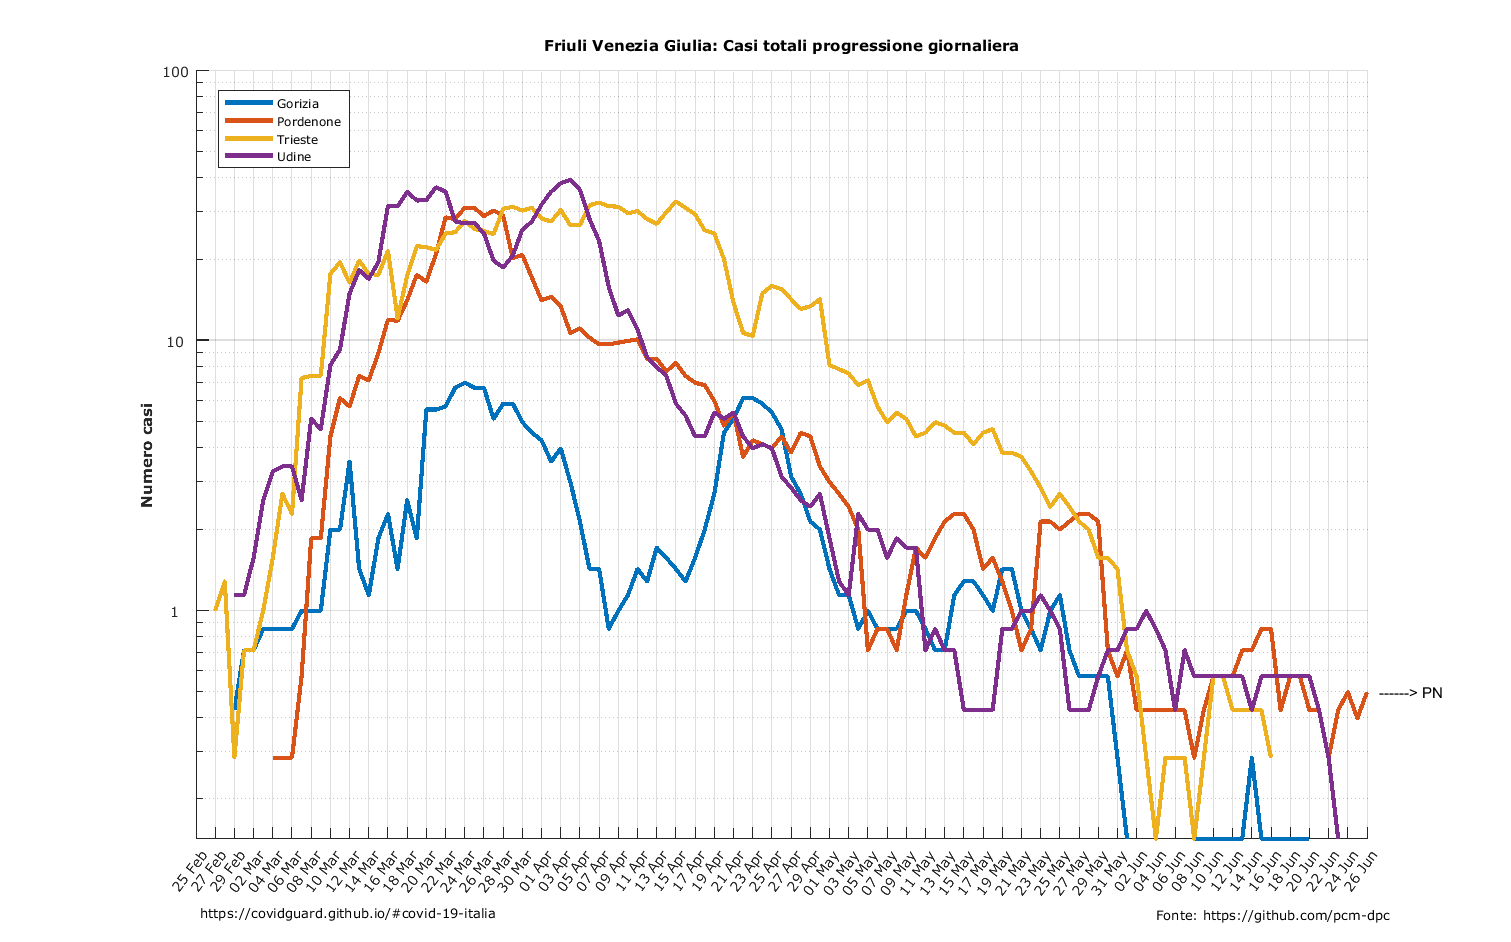 Friuli Venezia Giulia: Casi totali progressione giornaliera
100
10
1
Numero casi
Gorizia
Pordenone
Trieste
Udine
------> PN
25 Feb
27 Feb
29 Feb
02 Mar
04 Mar
06 Mar
08 Mar
10 Mar
12 Mar
14 Mar
16 Mar
18 Mar
20 Mar
22 Mar
24 Mar
26 Mar
28 Mar
30 Mar
01 Apr
03 Apr
05 Apr
07 Apr
09 Apr
11 Apr
13 Apr
15 Apr
17 Apr
19 Apr
21 Apr
23 Apr
25 Apr
27 Apr
29 Apr
01 May
03 May
05 May
07 May
09 May
11 May
13 May
15 May
17 May
19 May
21 May
23 May
25 May
27 May
29 May
31 May
02 Jun
04 Jun
06 Jun
08 Jun
10 Jun
12 Jun
14 Jun
16 Jun
18 Jun
20 Jun
22 Jun
24 Jun
26 Jun
https://covidguard.github.io/#covid-19-italia
Fonte: https://github.com/pcm-dpc